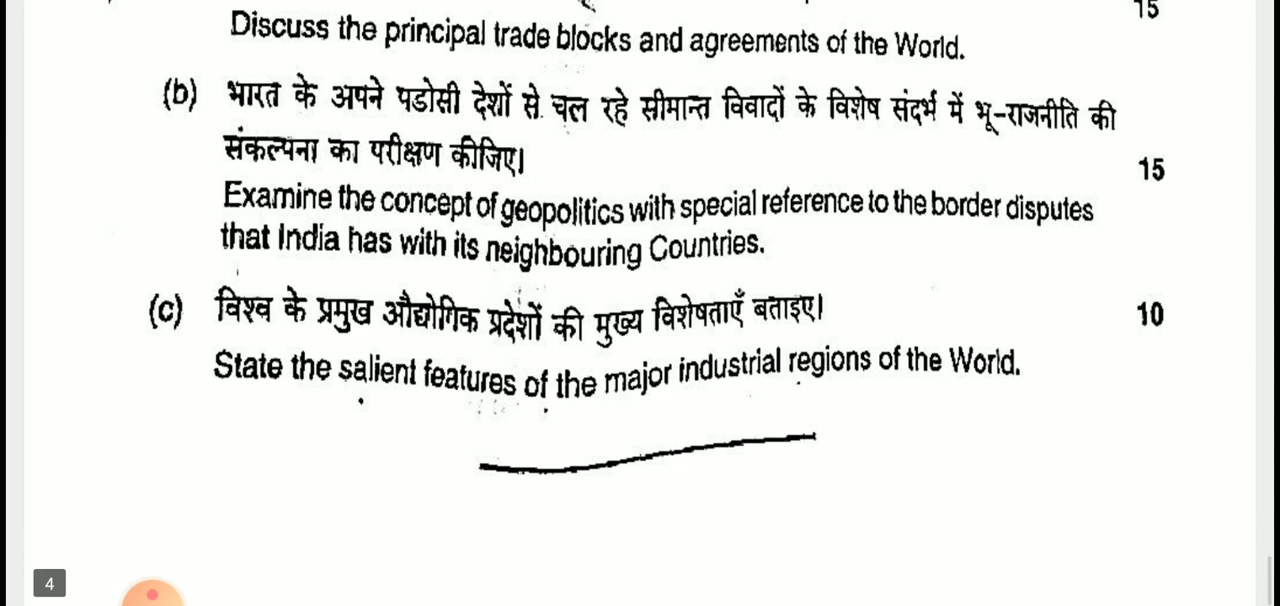 15
Discuss the principal trade blocks and agreements of the World.
(b) भारत के अपने पडोसी देशों से चल रहे सीमान्त विवादों के विशेष संदर्भ में भू-राजनीति की
संकल्पना का परीक्षण कीजिए।
15
Examine the concept of geopolitics with special reference to the border disputes
that India has with its neighbouring Countries.
(c) विश्व के प्रमुख औद्योगिक प्रदेशों की मुख्य विशेषताएँ बताइए।
10
State the salient features of the major industrial regions of the World.
4